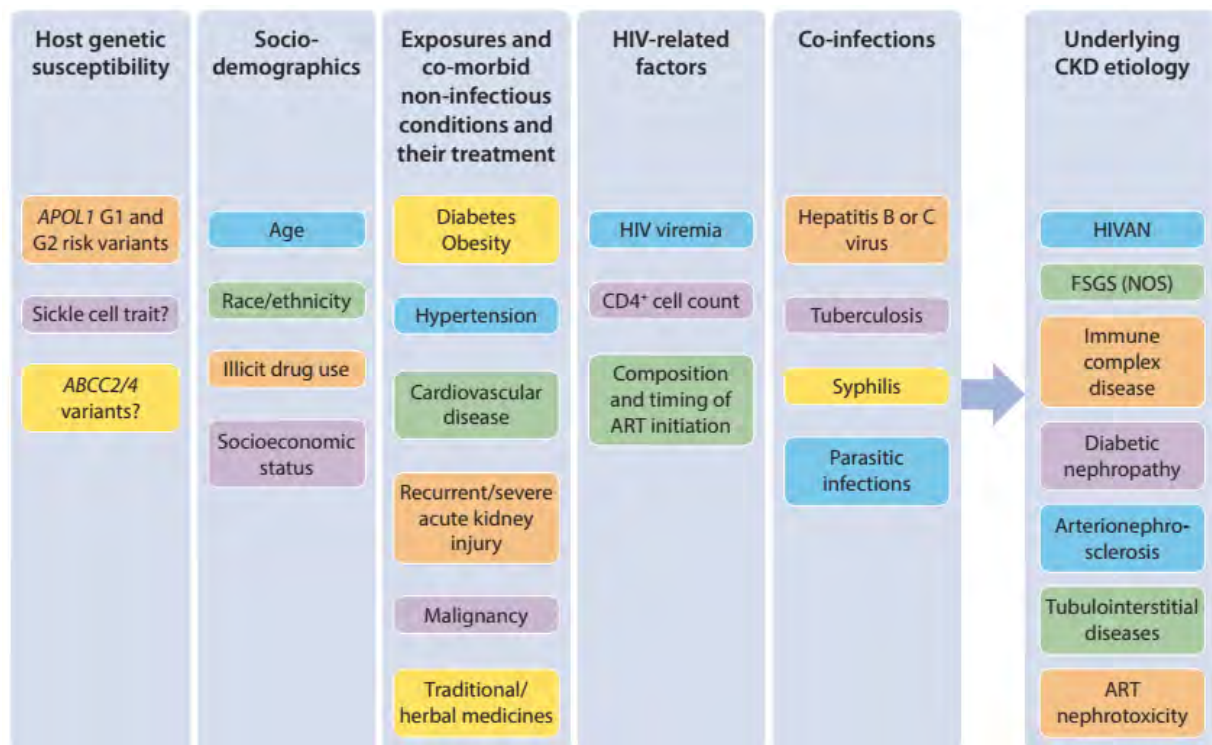 Host genetic
susceptibility
APOL1 G1 and
G2 risk variants
Sickle cell trait?
ABCC2/4
variants?
Socio-
demographics
Age
Race/ethnicity
Illicit drug use
Socioeconomic
status
Exposures and
co-morbid
non-infectious
conditions and
their treatment
Diabetes
Obesity
Hypertension
Cardiovascular
disease
Recurrent/severe
acute kidney
injury
Malignancy
Traditional/
herbal medicines
HIV-related
factors
HIV viremia
CD4⁺ cell count
Composition
and timing of
ART initiation
Co-infections
Hepatitis B or C
virus
Tuberculosis
Syphilis
Parasitic
infections
Underlying
CKD etiology
HIVAN
FSGS (NOS)
Immune
complex
disease
Diabetic
nephropathy
Arterionephro-
sclerosis
Tubulointerstitial
diseases
ART
nephrotoxicity